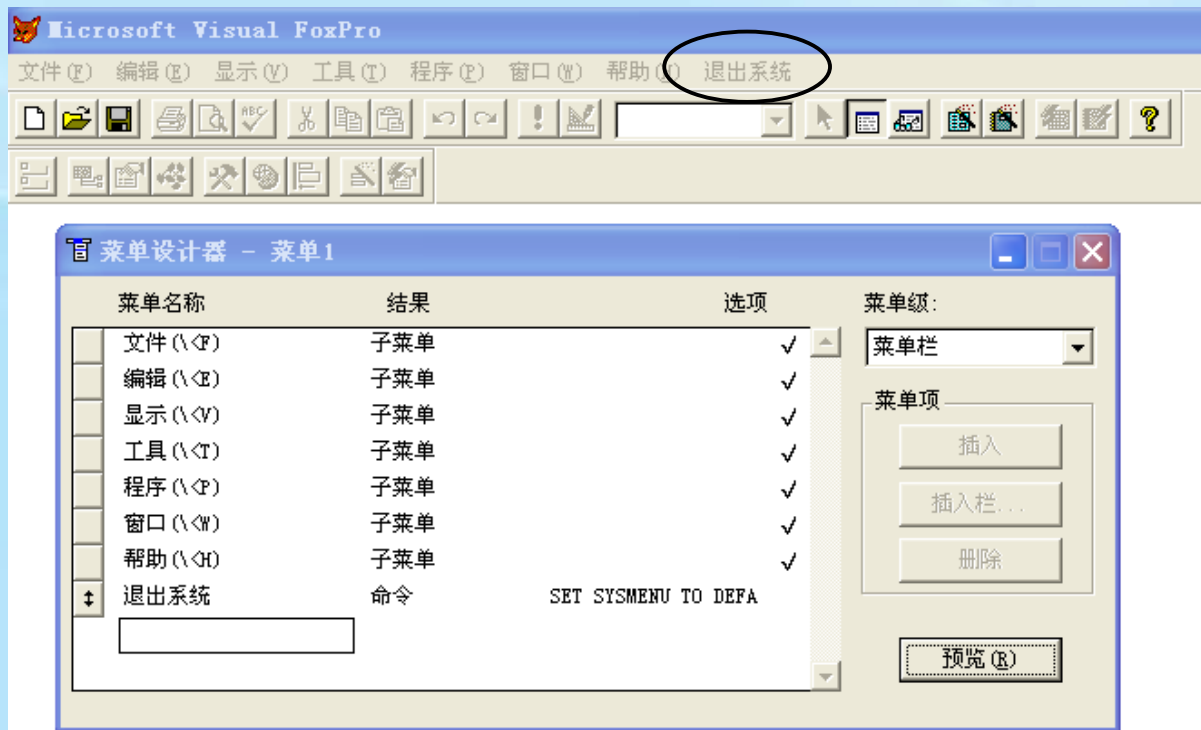 Microsoft Visual FoxPro
文件(F) 编辑(E) 显示(V) 工具(T) 程序(P) 窗口(W) 帮助 退出系统
ABC
菜单设计器 - 菜单1
菜单名称 结果 选项 菜单级:
文件(\<F) 子菜单 √ 菜单栏
编辑(\<E) 子菜单 √
显示(\<V) 子菜单 √
菜单项
工具(\<T) 子菜单 √ 插入
程序(\<P) 子菜单 √ 插入栏...
窗口(\<W) 子菜单 √
帮助(\<H) 子菜单 √ 删除
退出系统 命令 SET SYSMENU TO DEFA
预览(R)